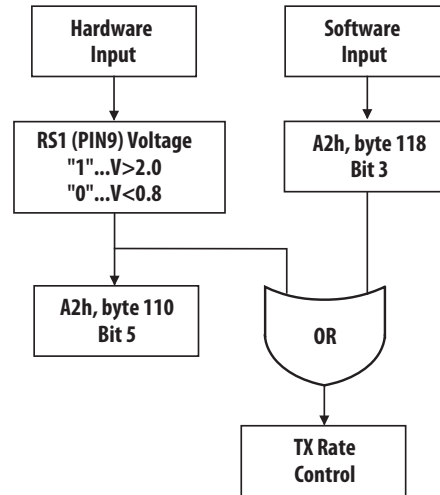 Hardware
Input
Software
Input
RS1 (PIN9) Voltage
"1"...V>2.0
"0"...V<0.8
A2h, byte 118
Bit 3
A2h, byte 110
Bit 5
OR
TX Rate
Control